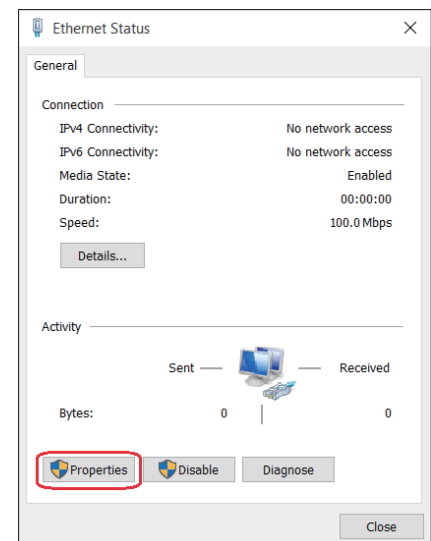 Ethernet Status
General
Connection
IPv4 Connectivity: No network access
IPv6 Connectivity: No network access
Media State: Enabled
Duration: 00:00:00
Speed: 100.0 Mbps
Details...
Activity
Sent Received
Bytes: 0 0
Properties Disable Diagnose
Close